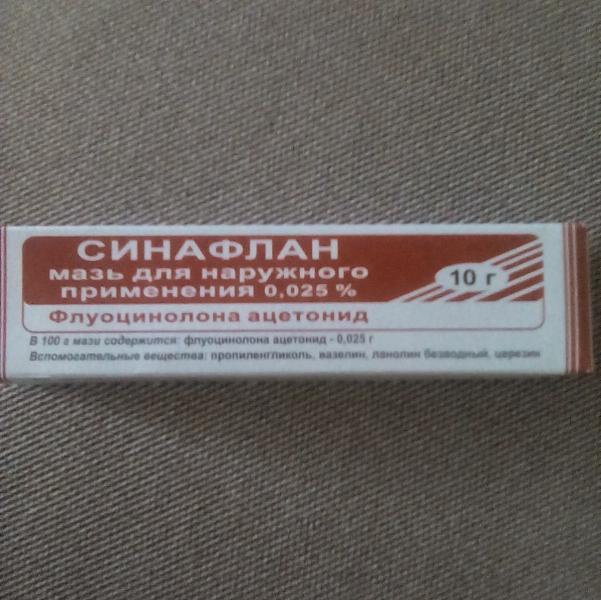 СИНАФЛАН
мазь для наружного
применения 0,025 %
10 г
Флуоцинолона ацетонид
В 100 г мази содержится: флуоцинолона ацетонид - 0,025 г
Вспомогательные вещества: пропиленгликоль, вазелин, ланолин безводный, церезин